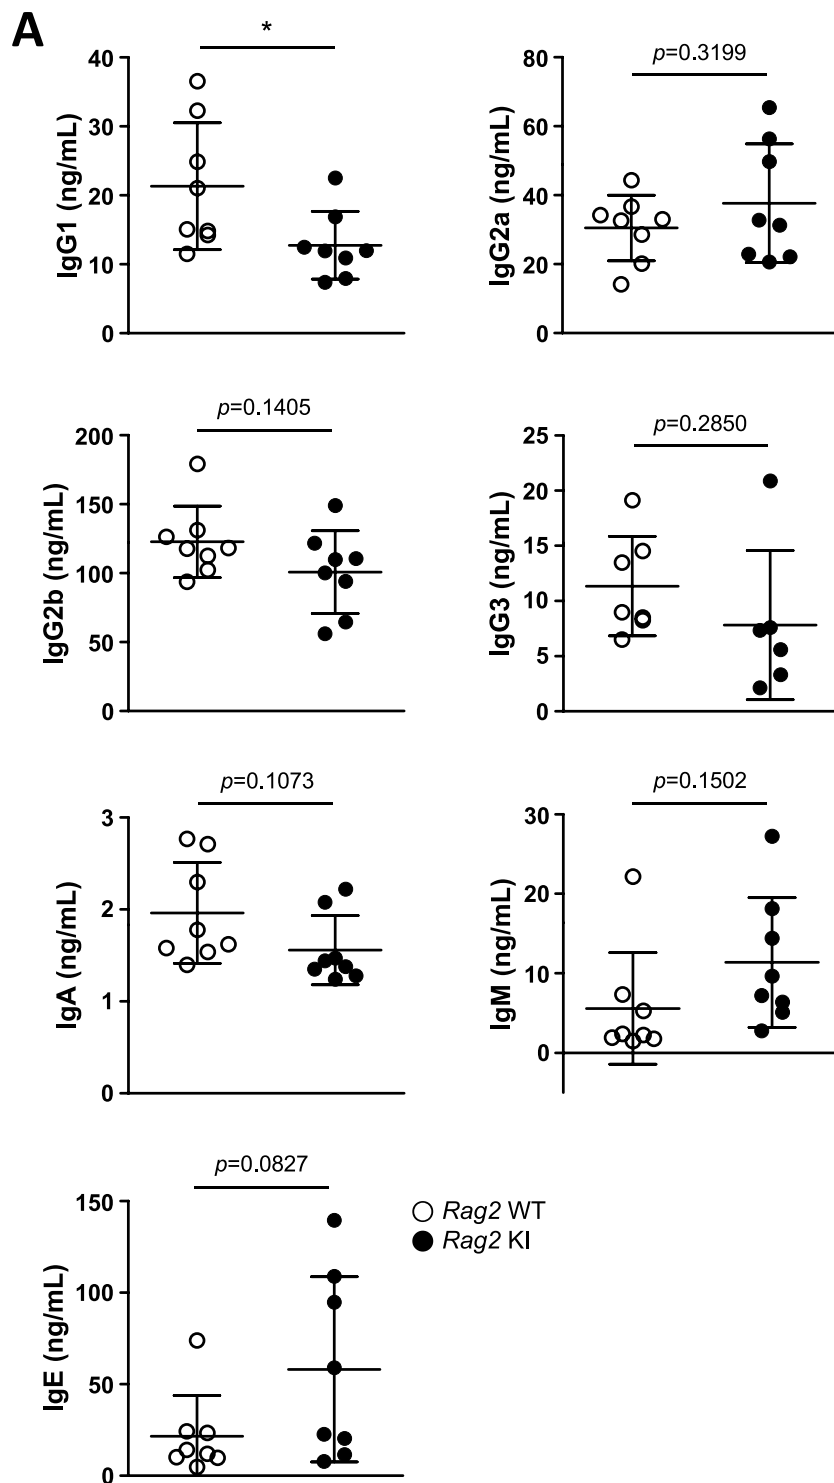 A
*
IgG1 (ng/mL)
40
30
20
10
0
p=0.3199
IgG2a (ng/mL)
80
60
40
20
0
p=0.1405
IgG2b (ng/mL)
200
150
100
50
0
p=0.2850
IgG3 (ng/mL)
25
20
15
10
5
0
p=0.1073
IgA (ng/mL)
3
2
1
0
p=0.1502
IgM (ng/mL)
30
20
10
0
p=0.0827
IgE (ng/mL)
150
100
50
0
Rag2 WT
Rag2 KI